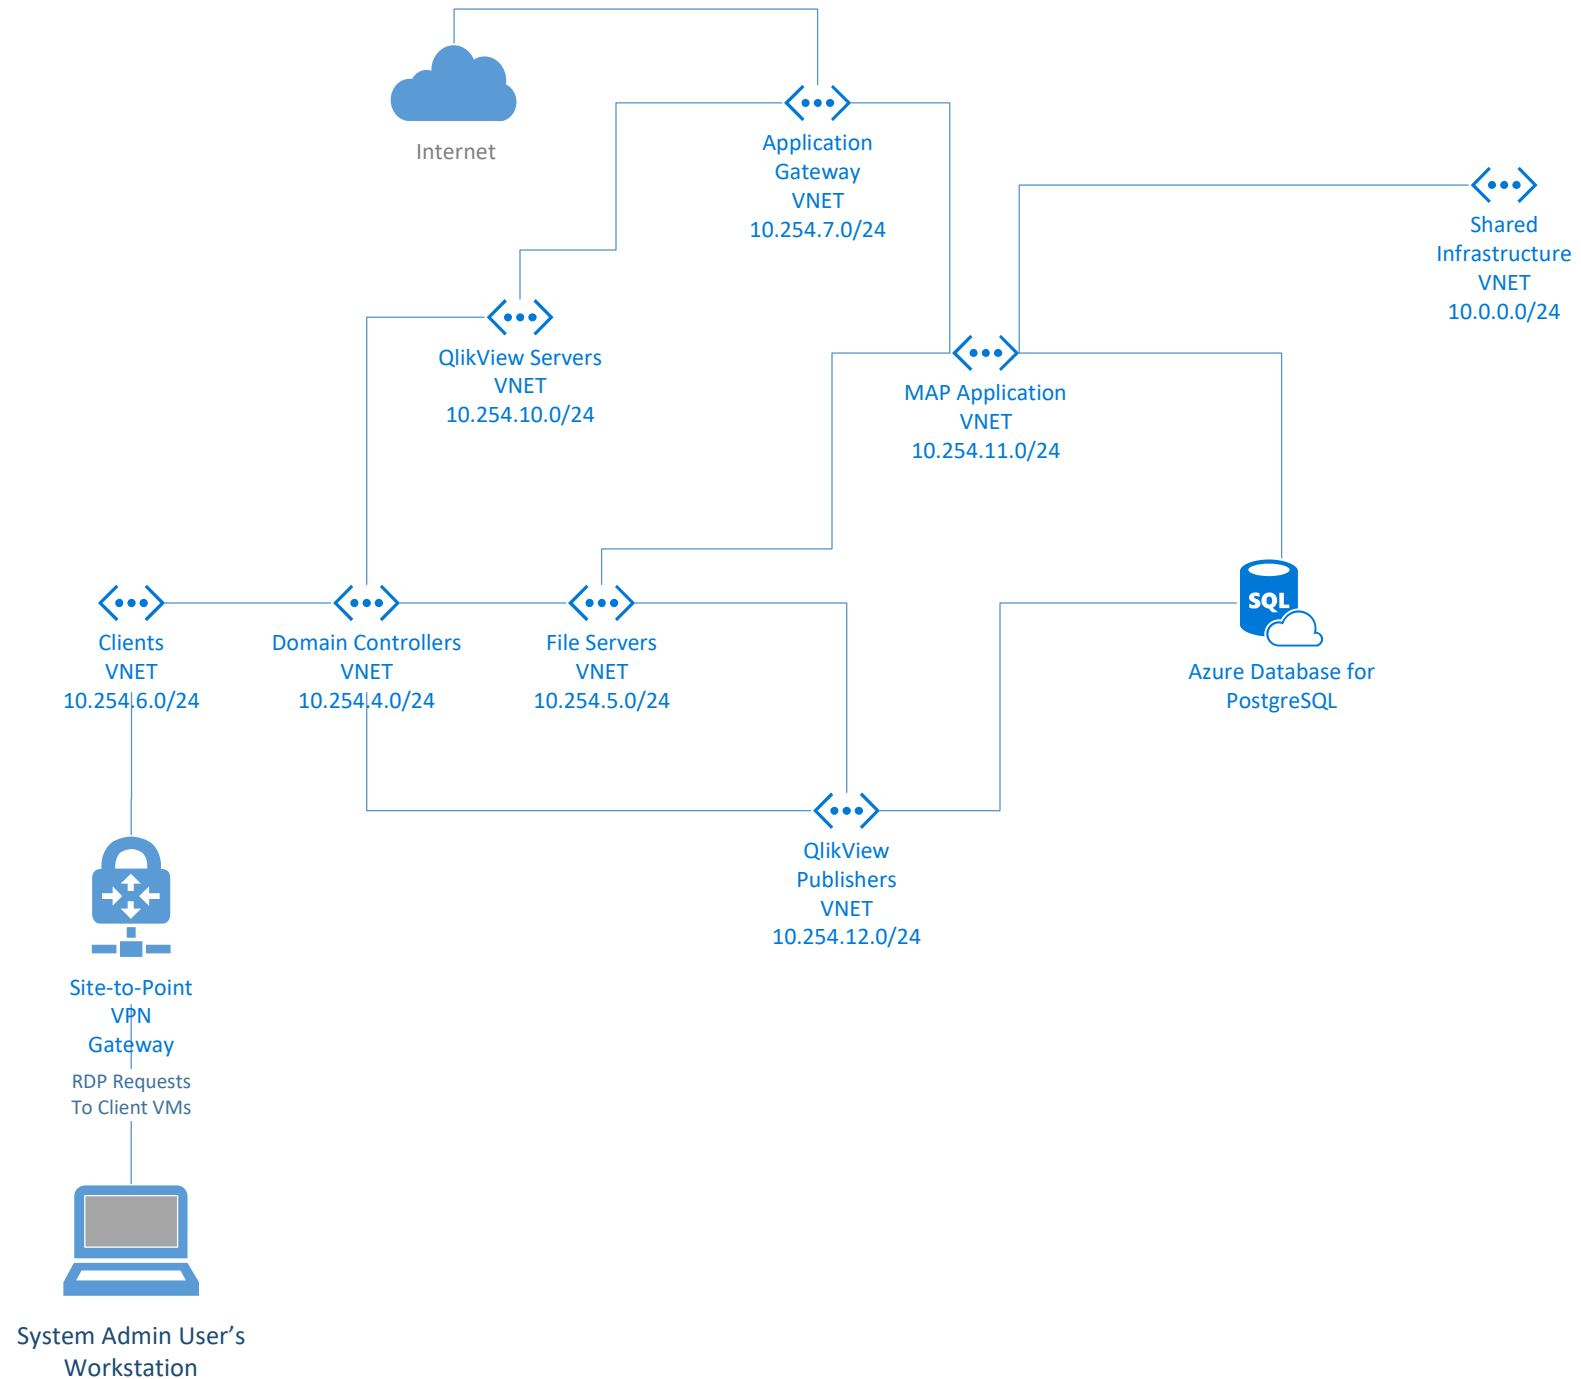 Internet
Application
Gateway
VNET
10.254.7.0/24
Shared
Infrastructure
VNET
10.0.0.0/24
QlikView Servers
VNET
10.254.10.0/24
MAP Application
VNET
10.254.11.0/24
Clients
VNET
10.254.6.0/24
Domain Controllers
VNET
10.254.4.0/24
File Servers
VNET
10.254.5.0/24
SQL
Azure Database for
PostgreSQL
QlikView
Publishers
VNET
10.254.12.0/24
Site-to-Point
VPN
Gateway
RDP Requests
To Client VMs
System Admin User’s
Workstation